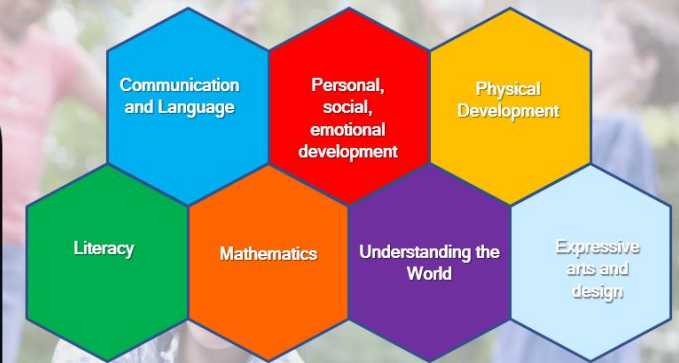 Communication
and Language
Personal,
social,
emotional
development
Physical
Development
Literacy
Mathematics
Understanding the
World
Expressive
arts and
design